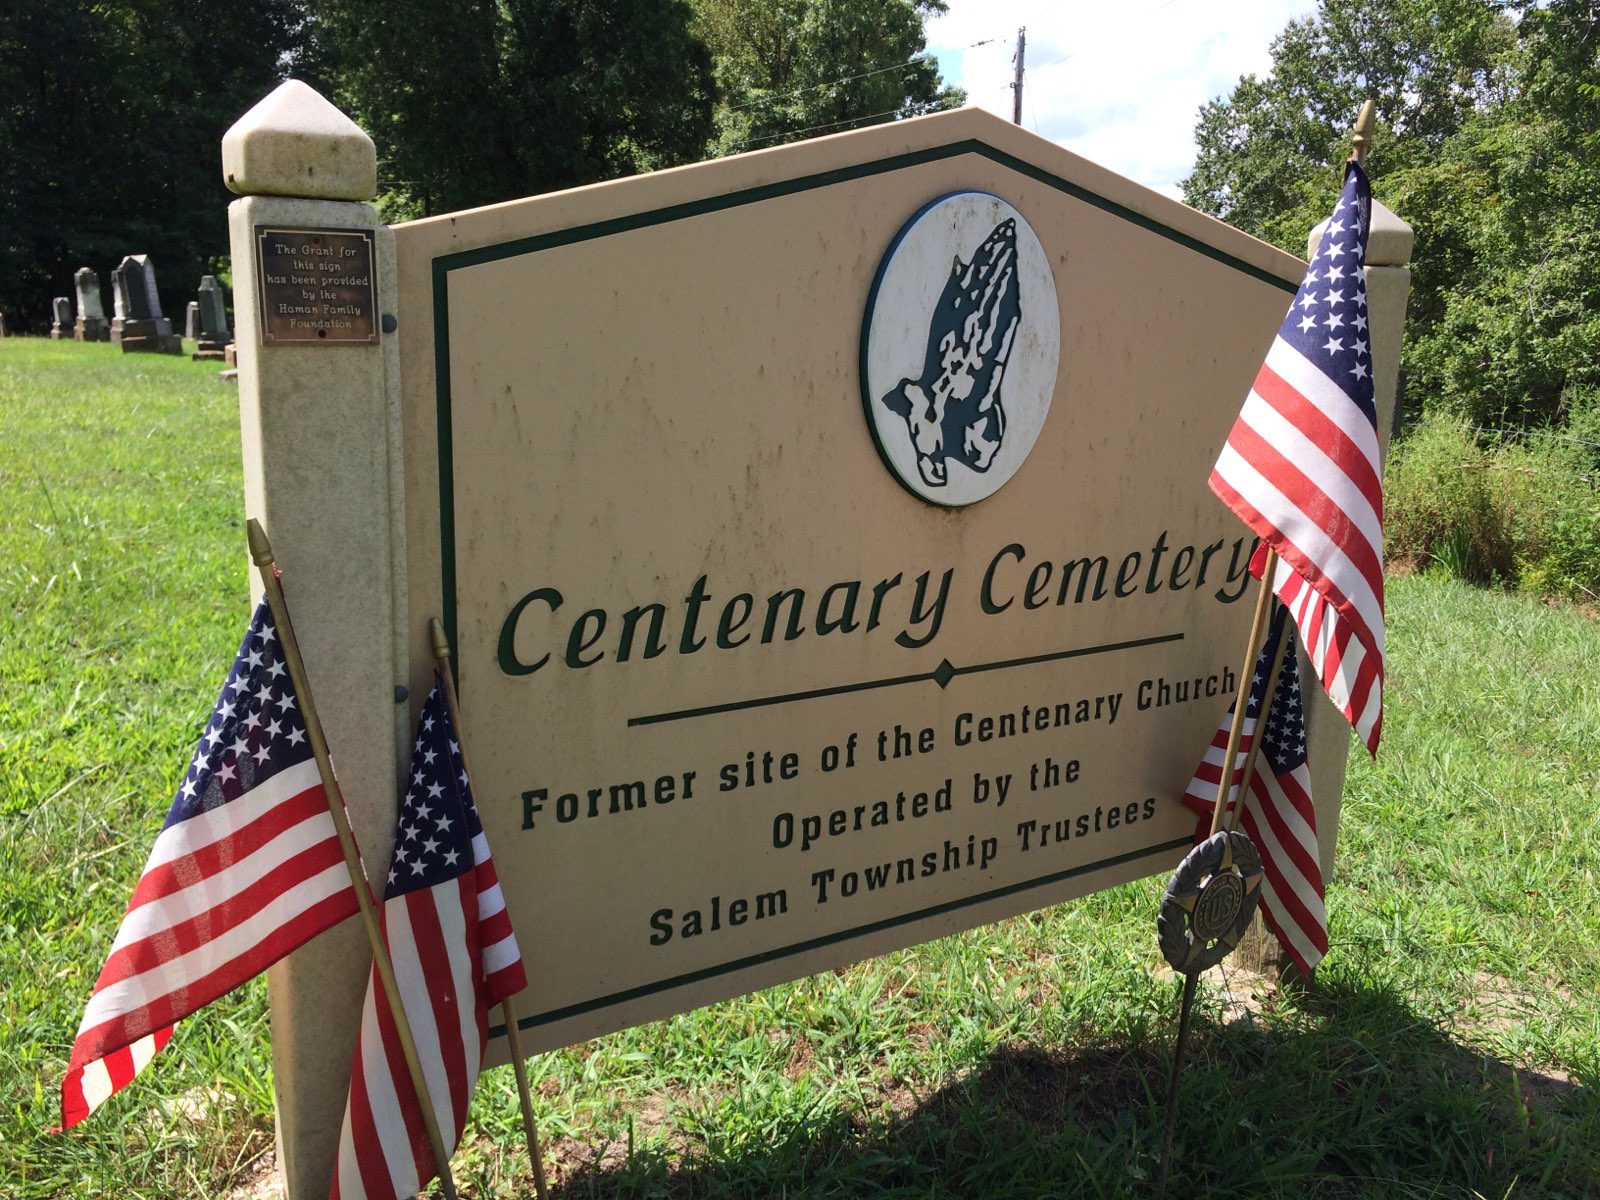 The Grant for
this sign
has been provided
by the
Haman Family
Foundation
Centenary Cemetery
Former site of the Centenary Church
Operated by the
Salem Township Trustees
US